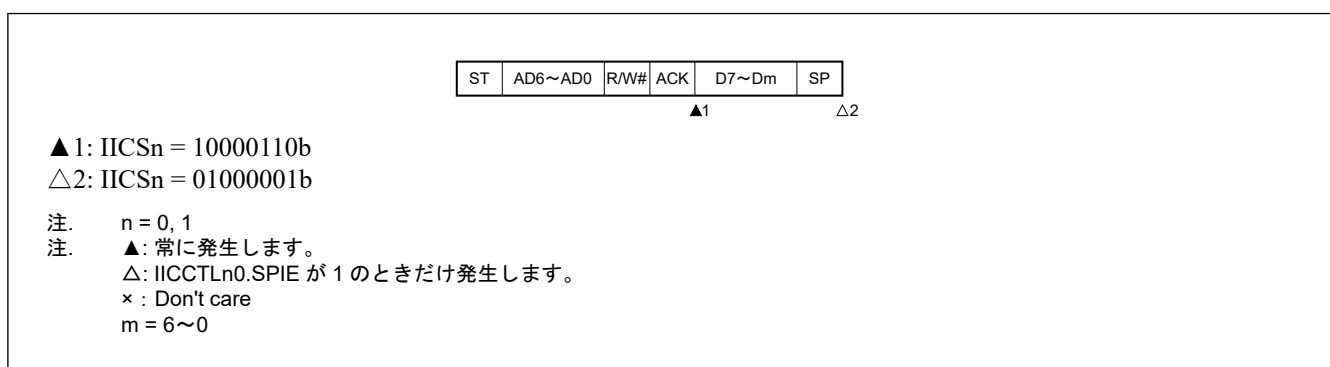 ST AD6～AD0 R/W# ACK D7～Dm SP
▲1 △2
▲1: IICSn = 10000110b
△2: IICSn = 01000001b
注. n = 0, 1
注. ▲: 常に発生します。
△: IICCTLn0.SPIE が 1 のときだけ発生します。
×：Don't care
m = 6～0